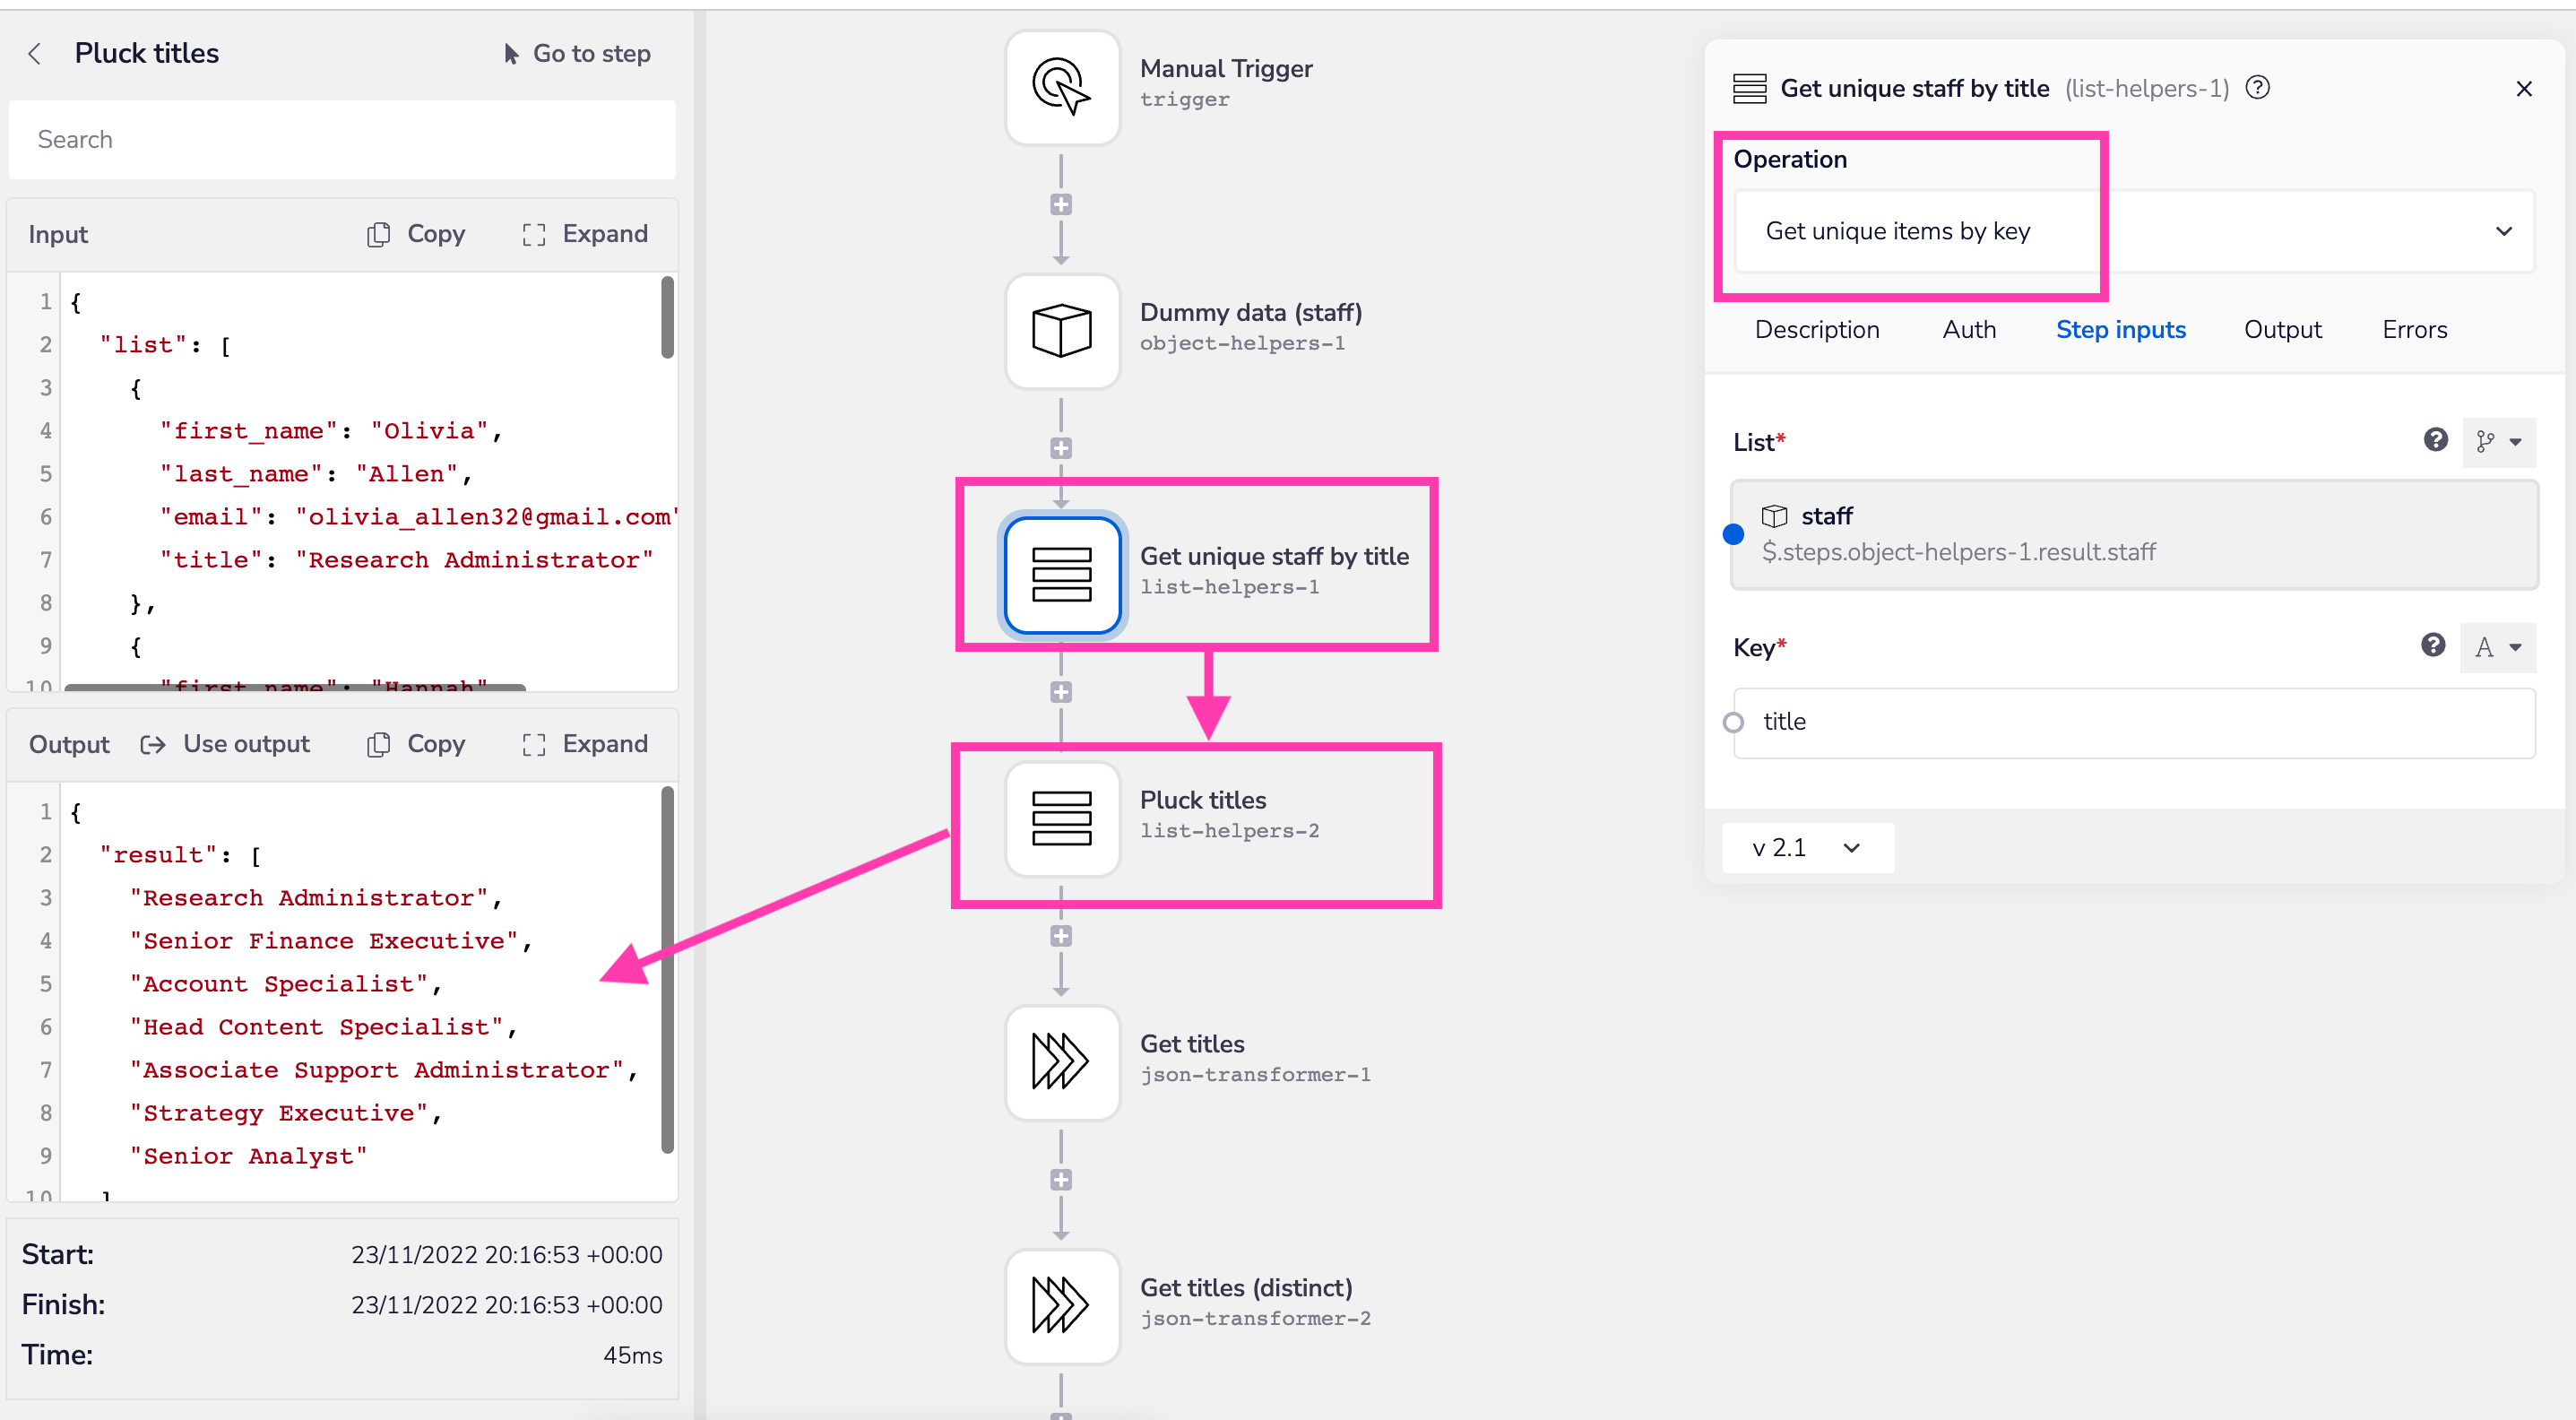 Pluck titles
Go to step
Search
Input
Copy
Expand
1 {
2 "list": [
3 {
4 "first_name": "Olivia",
5 "last_name": "Allen",
6 "email": "olivia_allen32@gmail.com"
7 "title": "Research Administrator"
8 },
9 {
10 "first_name": "Hannah"
Output
Use output
Copy
Expand
1 {
2 "result": [
3 "Research Administrator",
4 "Senior Finance Executive",
5 "Account Specialist",
6 "Head Content Specialist",
7 "Associate Support Administrator",
8 "Strategy Executive",
9 "Senior Analyst"
10 ]
Start: 23/11/2022 20:16:53 +00:00
Finish: 23/11/2022 20:16:53 +00:00
Time: 45ms
Manual Trigger
trigger
Dummy data (staff)
object-helpers-1
Get unique staff by title
list-helpers-1
Pluck titles
list-helpers-2
Get titles
json-transformer-1
Get titles (distinct)
json-transformer-2
Get unique staff by title (list-helpers-1)
Operation
Get unique items by key
Description Auth Step inputs Output Errors
List*
staff
$.steps.object-helpers-1.result.staff
Key*
A
title
v 2.1